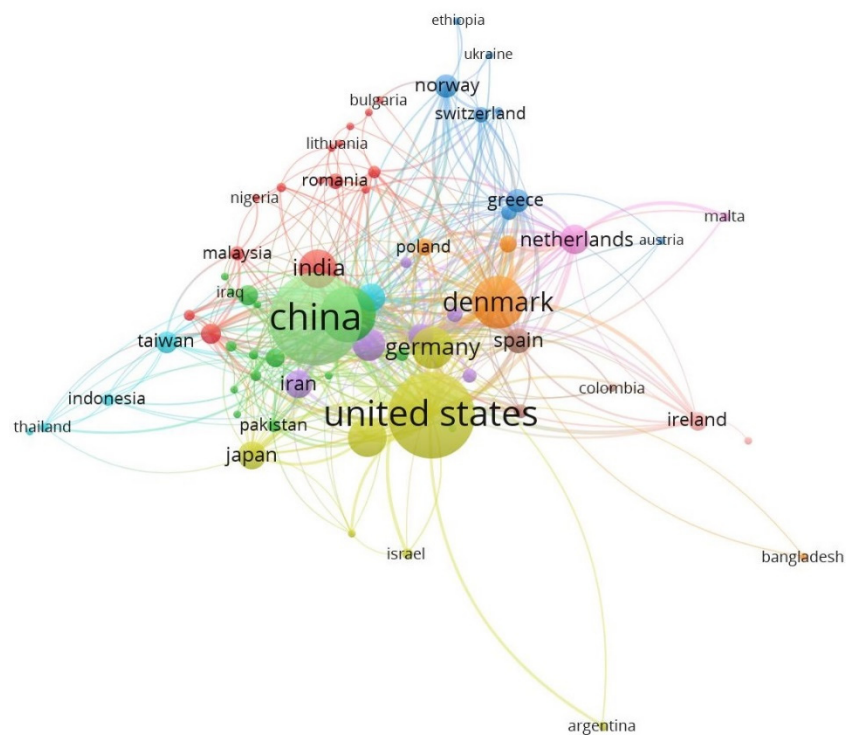 ethiopia
ukraine
norway
bulgaria
switzerland
lithuania
romania
nigeria
greece
malta
netherlands
austria
poland
malaysia
india
iraq
denmark
china
taiwan
germany
spain
iran
colombia
indonesia
united states
ireland
thailand
pakistan
japan
israel
bangladesh
argentina